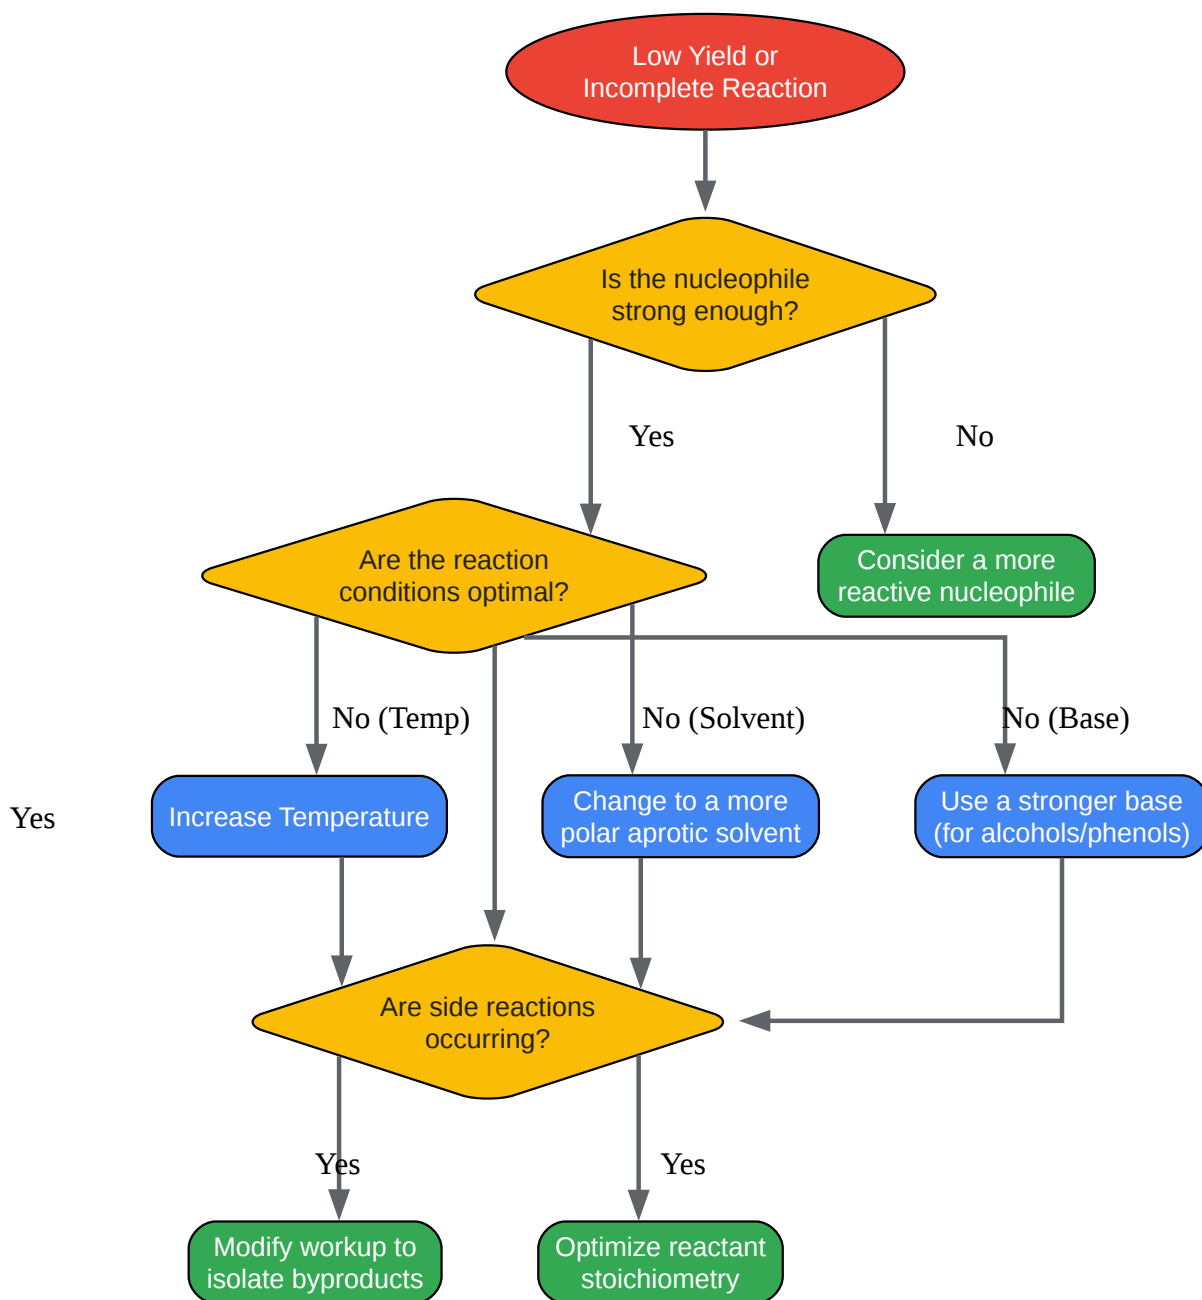 Low Yield or
Incomplete Reaction
Is the nucleophile
strong enough?
Yes
No
Are the reaction
conditions optimal?
Consider a more
reactive nucleophile
No (Temp)
No (Solvent)
No (Base)
Yes
Increase Temperature
Change to a more
polar aprotic solvent
Use a stronger base
(for alcohols/phenols)
Are side reactions
occurring?
Yes
Yes
Modify workup to
isolate byproducts
Optimize reactant
stoichiometry